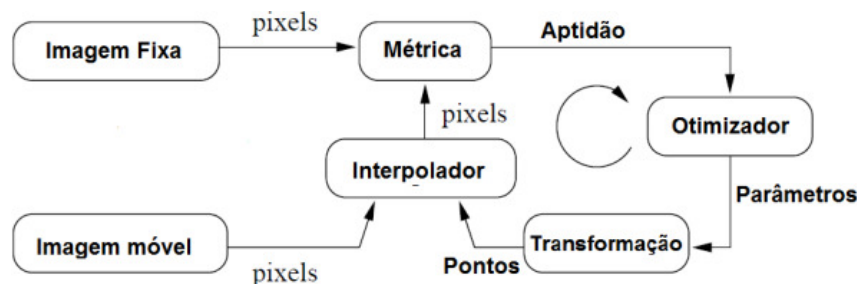 pixels
Imagem Fixa
Métrica
Aptidão
pixels
Otimizador
Interpolador
Parâmetros
Imagem móvel
Transformação
Pontos
pixels